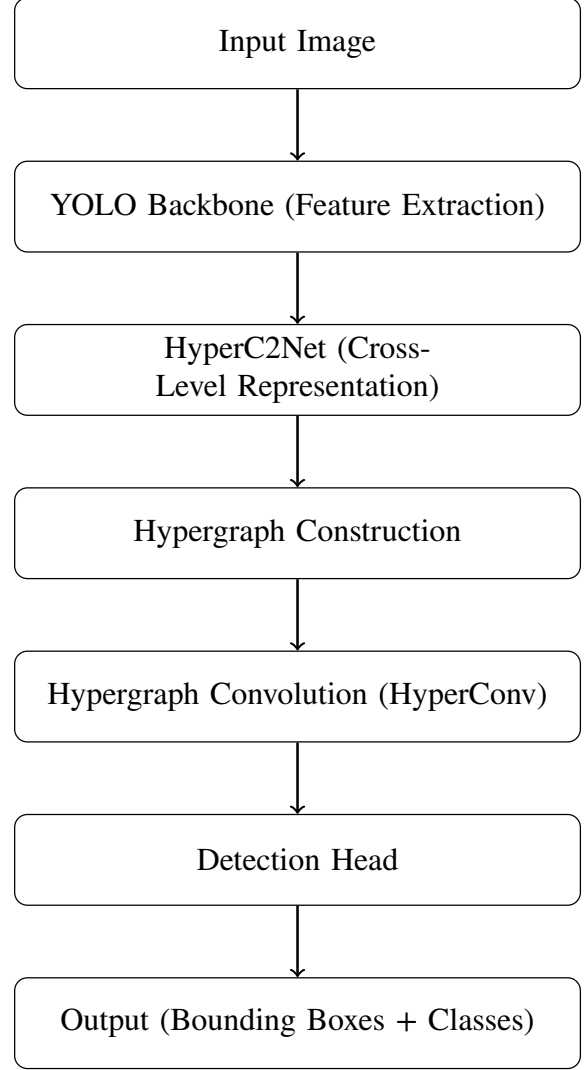 Input Image
YOLO Backbone (Feature Extraction)
HyperC2Net (Cross-
Level Representation)
Hypergraph Construction
Hypergraph Convolution (HyperConv)
Detection Head
Output (Bounding Boxes + Classes)